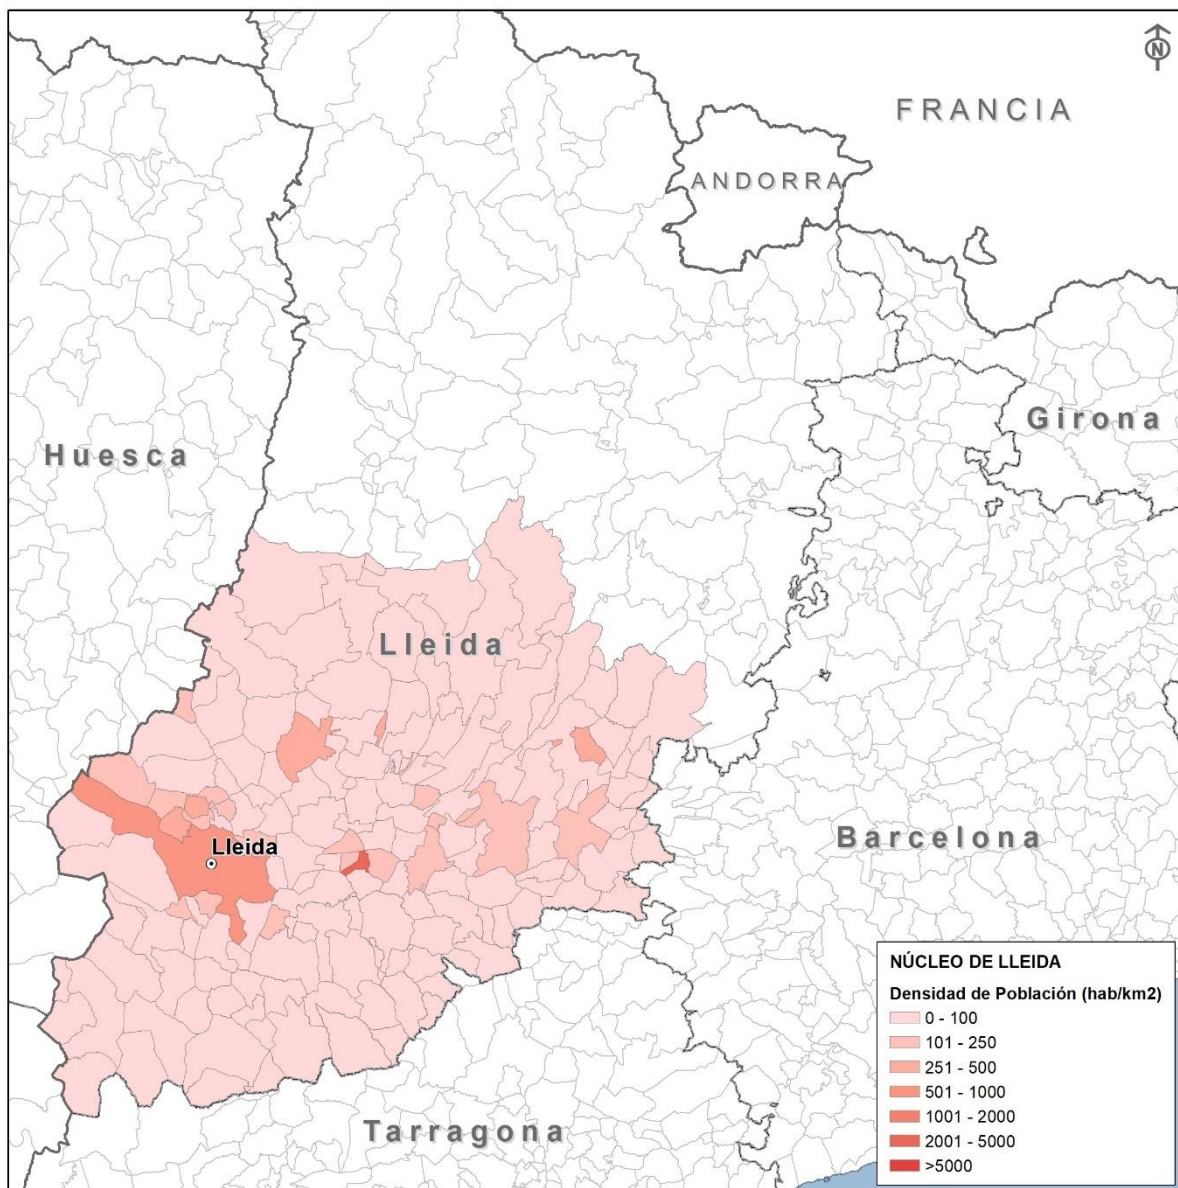 N
FRANCIA
ANDORRA
Girona
Huesca
Lleida
Lleida
Barcelona
Tarragona
NÚCLEO DE LLEIDA
Densidad de Población (hab/km2)
0 - 100
101 - 250
251 - 500
501 - 1000
1001 - 2000
2001 - 5000
>5000